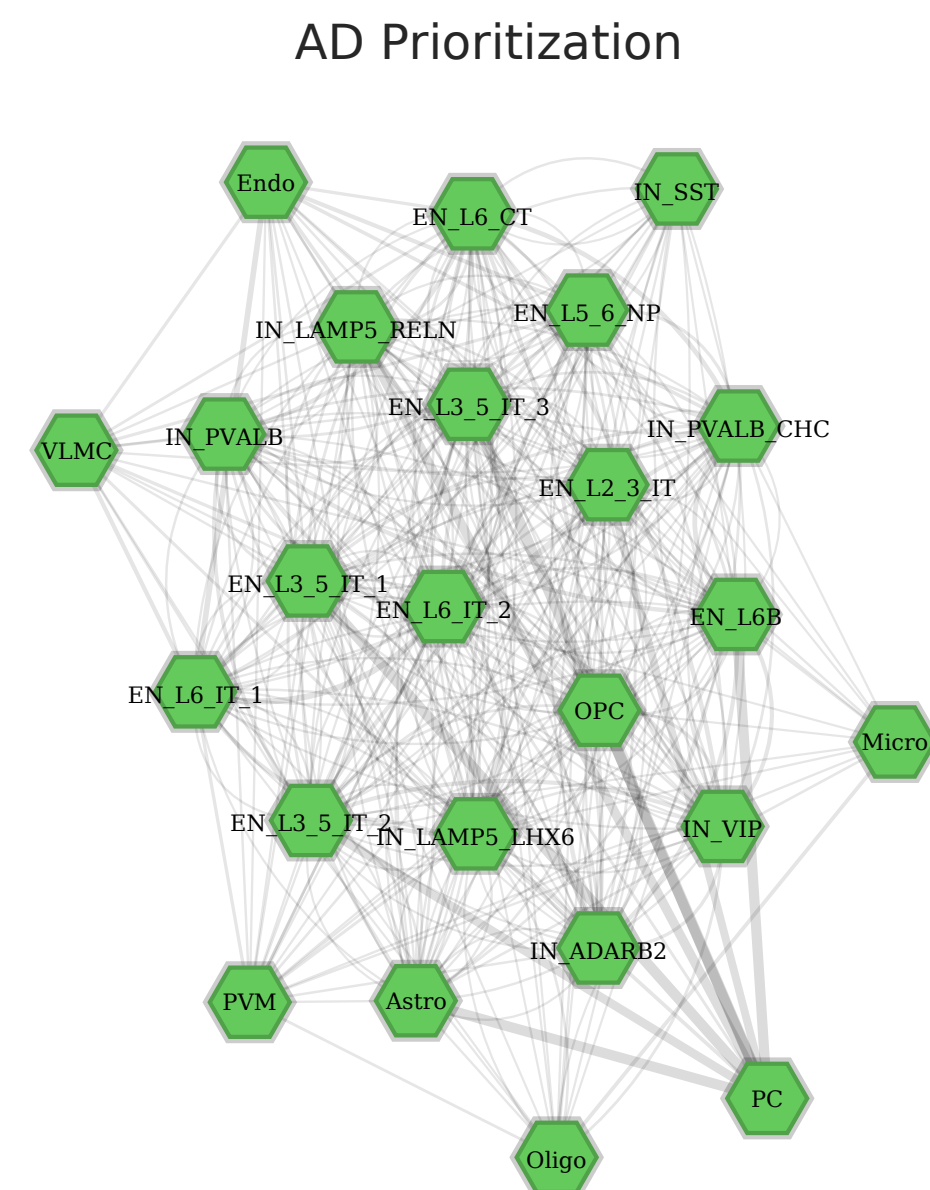 AD Prioritization
Endo
IN_SST
EN_L6_CT
EN_L5_6_NP
IN_LAMP5_RELN
EN_L3_5_IT_3
IN_PVALB_CHC
IN_PVALB
VLMC
EN_L2_3_IT
EN_L3_5_IT_1
EN_L6_IT_2
EN_L6B
EN_L6_IT_1
OPC
Micro
EN_L3_5_IT_2
IN_LAMP5_LHX6
IN_VIP
IN_ADARB2
PVM
Astro
PC
Oligo